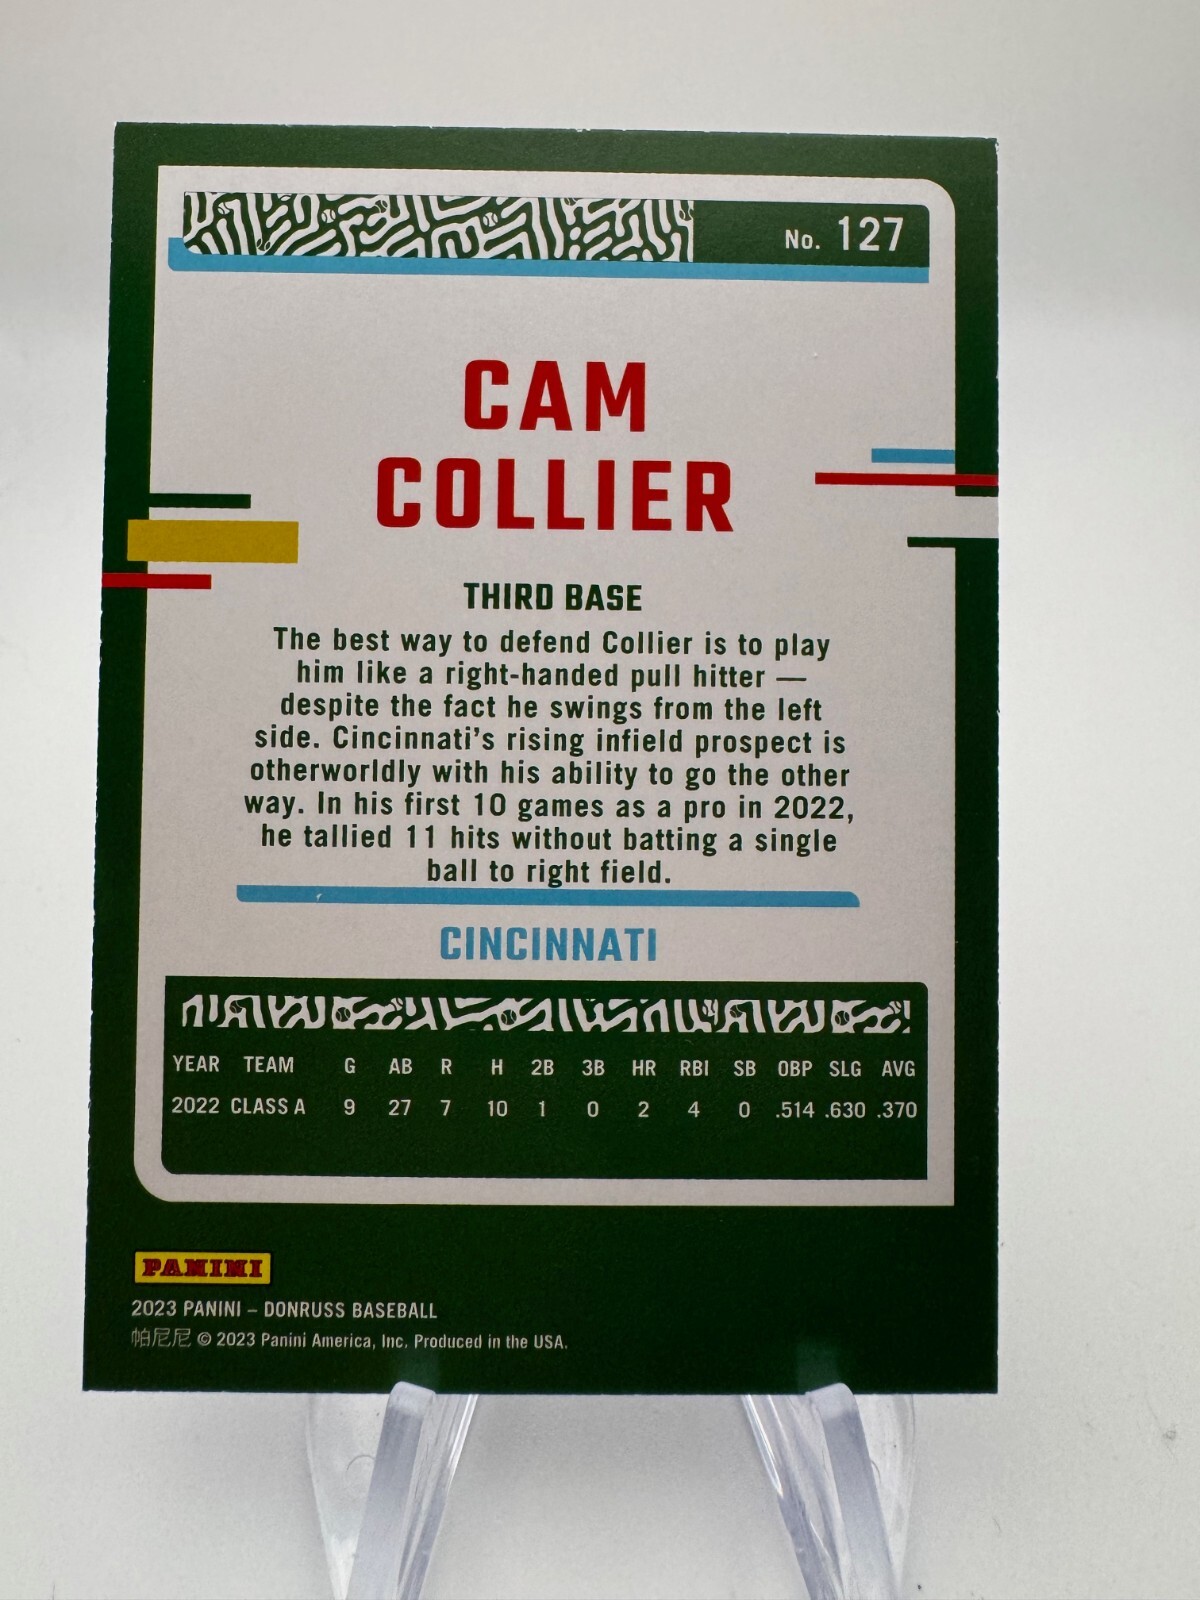 No. 127
CAM
COLLIER
THIRD BASE
The best way to defend Collier is to play
him like a right-handed pull hitter —
despite the fact he swings from the left
side. Cincinnati's rising infield prospect is
otherworldly with his ability to go the other
way. In his first 10 games as a pro in 2022,
he tallied 11 hits without batting a single
ball to right field.
CINCINNATI
YEAR TEAM G AB R H 2B 3B HR RBI SB OBP SLG AVG
2022 CLASS A 9 27 7 10 1 0 2 4 0 .514 .630 .370
PANINI
2023 PANINI – DONRUSS BASEBALL
帕尼尼 © 2023 Panini America, Inc. Produced in the USA.